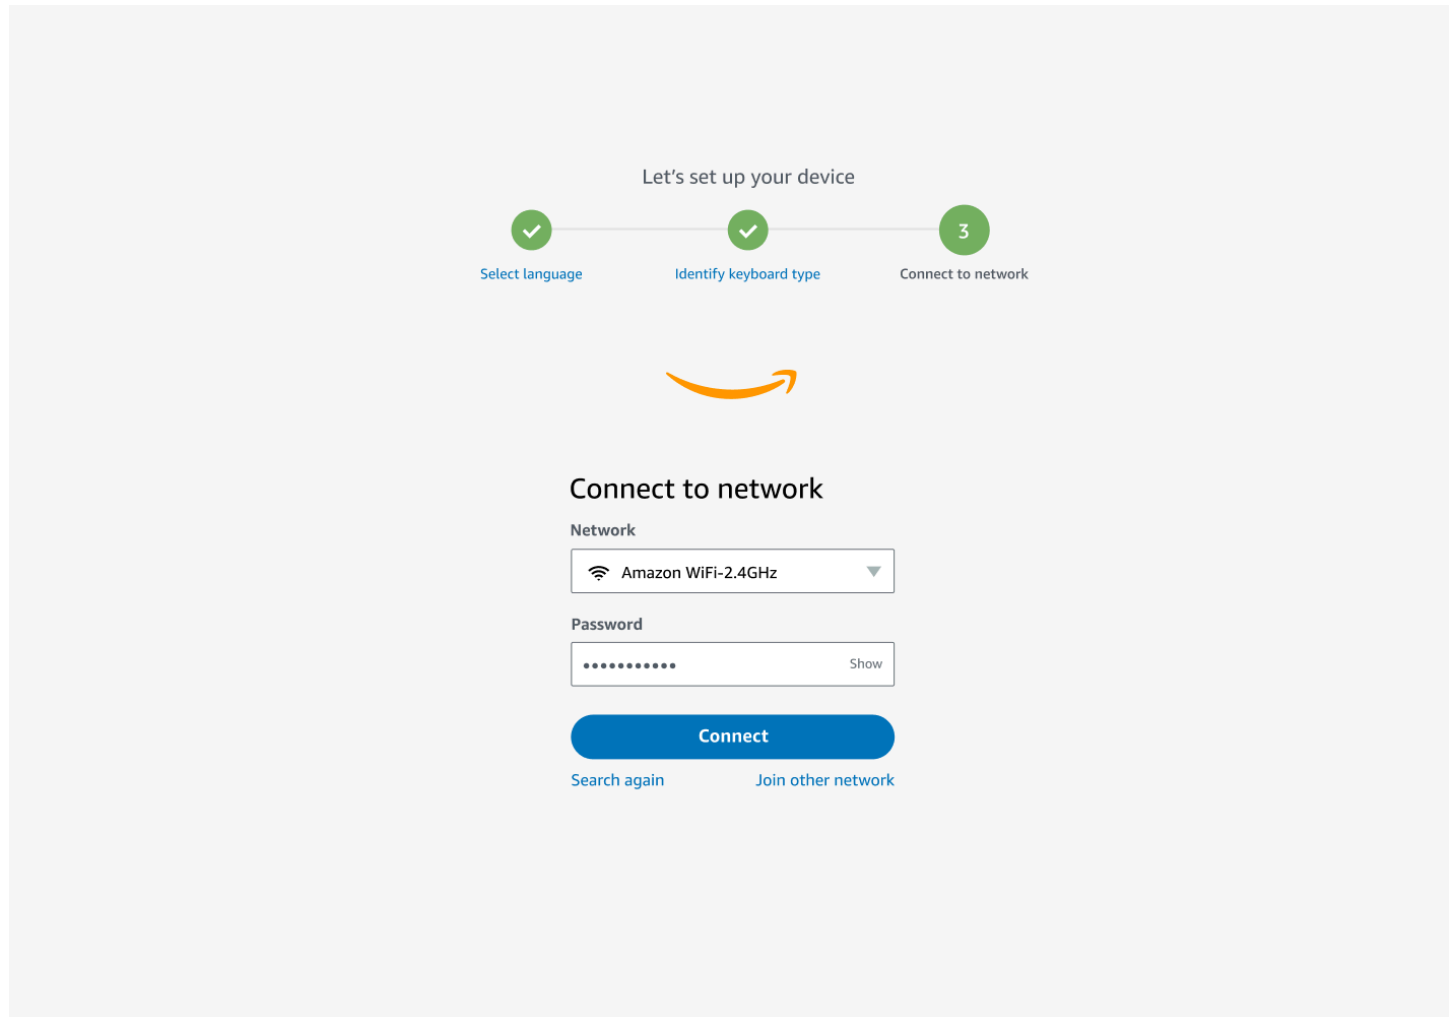 Let's set up your device
3
Select language
Identify keyboard type
Connect to network
Connect to network
Network
Amazon WiFi-2.4GHz
Password
•••••••••••
Show
Connect
Search again
Join other network